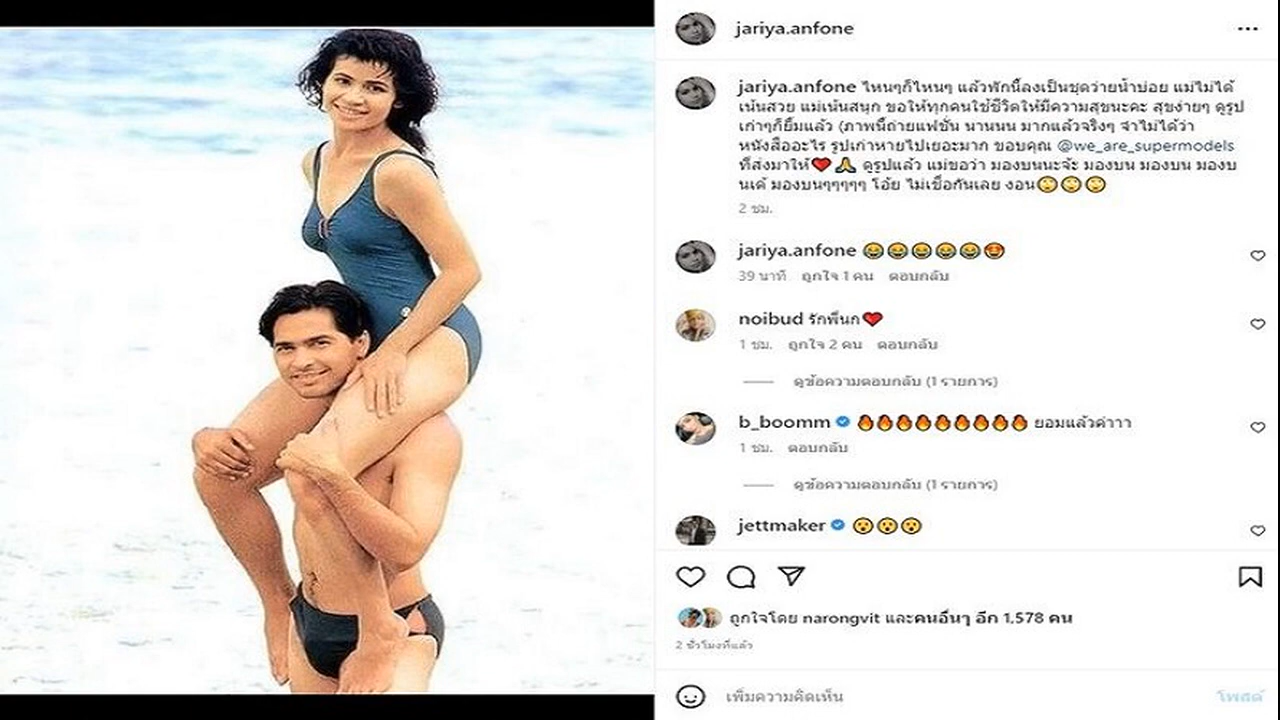 jariya.anfone
jariya.anfone ไหนๆก็ไหนๆ แล้วพักนี้ลงเป็นชุดว่ายน้ำบ่อย แม่ไม่ได้
เน้นสวย แม่เน้นสนุก ขอให้ทุกคนใช้ชีวิตให้มีความสุขนะคะ สุขง่ายๆ ดูรูป
เก่าๆก็ยิ้มแล้ว (ภาพนี้ถ่ายแฟชั่น นานนน มากแล้วจริงๆ จำไม่ได้ว่า
หนังสืออะไร รูปเก่าหายไปเยอะมาก ขอบคุณ @we_are_supermodels
ที่ส่งมาให้❤️🙏 ดูรูปแล้ว แม่ขอว่า มองบนนะจ๊ะ มองบน มองบน มองบ
นเด้ มองบนๆๆๆๆๆ โอ้ย ไม่เชื่อกันเลย งอน🙄🙄🙄
2 ชม.
jariya.anfone 😂😂😂😂😂🥰
39 นาที ถูกใจ 1 คน ตอบกลับ
noibud รักพี่นก❤️
1 ชม. ถูกใจ 2 คน ตอบกลับ
ดูข้อความตอบกลับ (1 รายการ)
b_boomm 🔥🔥🔥🔥🔥🔥🔥🔥🔥 ยอมแล้วค่าาา
1 ชม. ตอบกลับ
ดูข้อความตอบกลับ (1 รายการ)
jettmaker 😮😮😮
ถูกใจโดย narongvit และคนอื่นๆ อีก 1,578 คน
2 ชั่วโมงที่แล้ว
เพิ่มความคิดเห็น
โพสต์